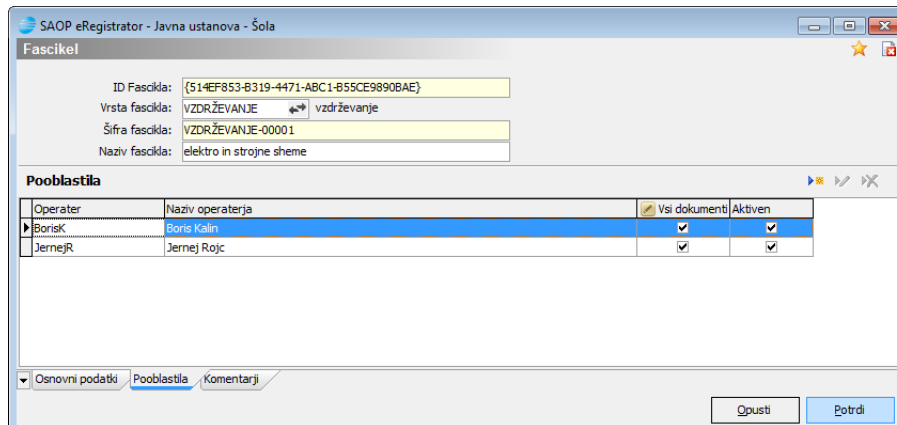 SAOP eRegistrator - Javna ustanova - Šola
Fascikel
ID Fascikla: {514EF853-B319-4471-ABC1-B55CE9890BAE}
Vrsta fascikla: VZDRŽEVANJE vzdrževanje
Šifra fascikla: VZDRŽEVANJE-00001
Naziv fascikla: elektro in strojne sheme
Pooblastila
Operater Naziv operaterja Vsi dokumenti Aktiven
BorisK Boris Kalin
JernejR Jernej Rojc
Osnovni podatki Pooblastila Komentarji
Opusti Potrdi